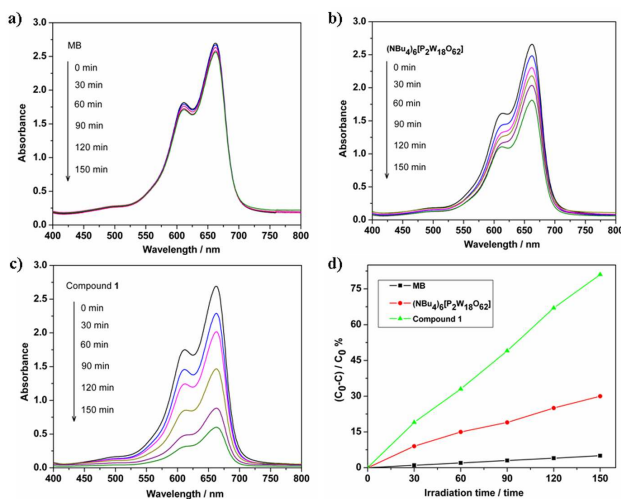 a)
MB
0 min
30 min
60 min
90 min
120 min
150 min
Absorbance
3.0
2.5
2.0
1.5
1.0
0.5
0.0
400 450 500 550 600 650 700 750 800
Wavelength / nm
b)
(NBu4)6[P2W18O62]
0 min
30 min
60 min
90 min
120 min
150 min
Absorbance
3.0
2.5
2.0
1.5
1.0
0.5
0.0
400 450 500 550 600 650 700 750 800
Wavelength / nm
c)
Compound 1
0 min
30 min
60 min
90 min
120 min
150 min
Absorbance
3.0
2.5
2.0
1.5
1.0
0.5
0.0
400 450 500 550 600 650 700 750 800
Wavelength / nm
d)
MB
(NBu4)6[P2W18O62]
Compound 1
(C0-C) / C0 %
75
60
45
30
15
0
0 30 60 90 120 150
Irradiation time / time